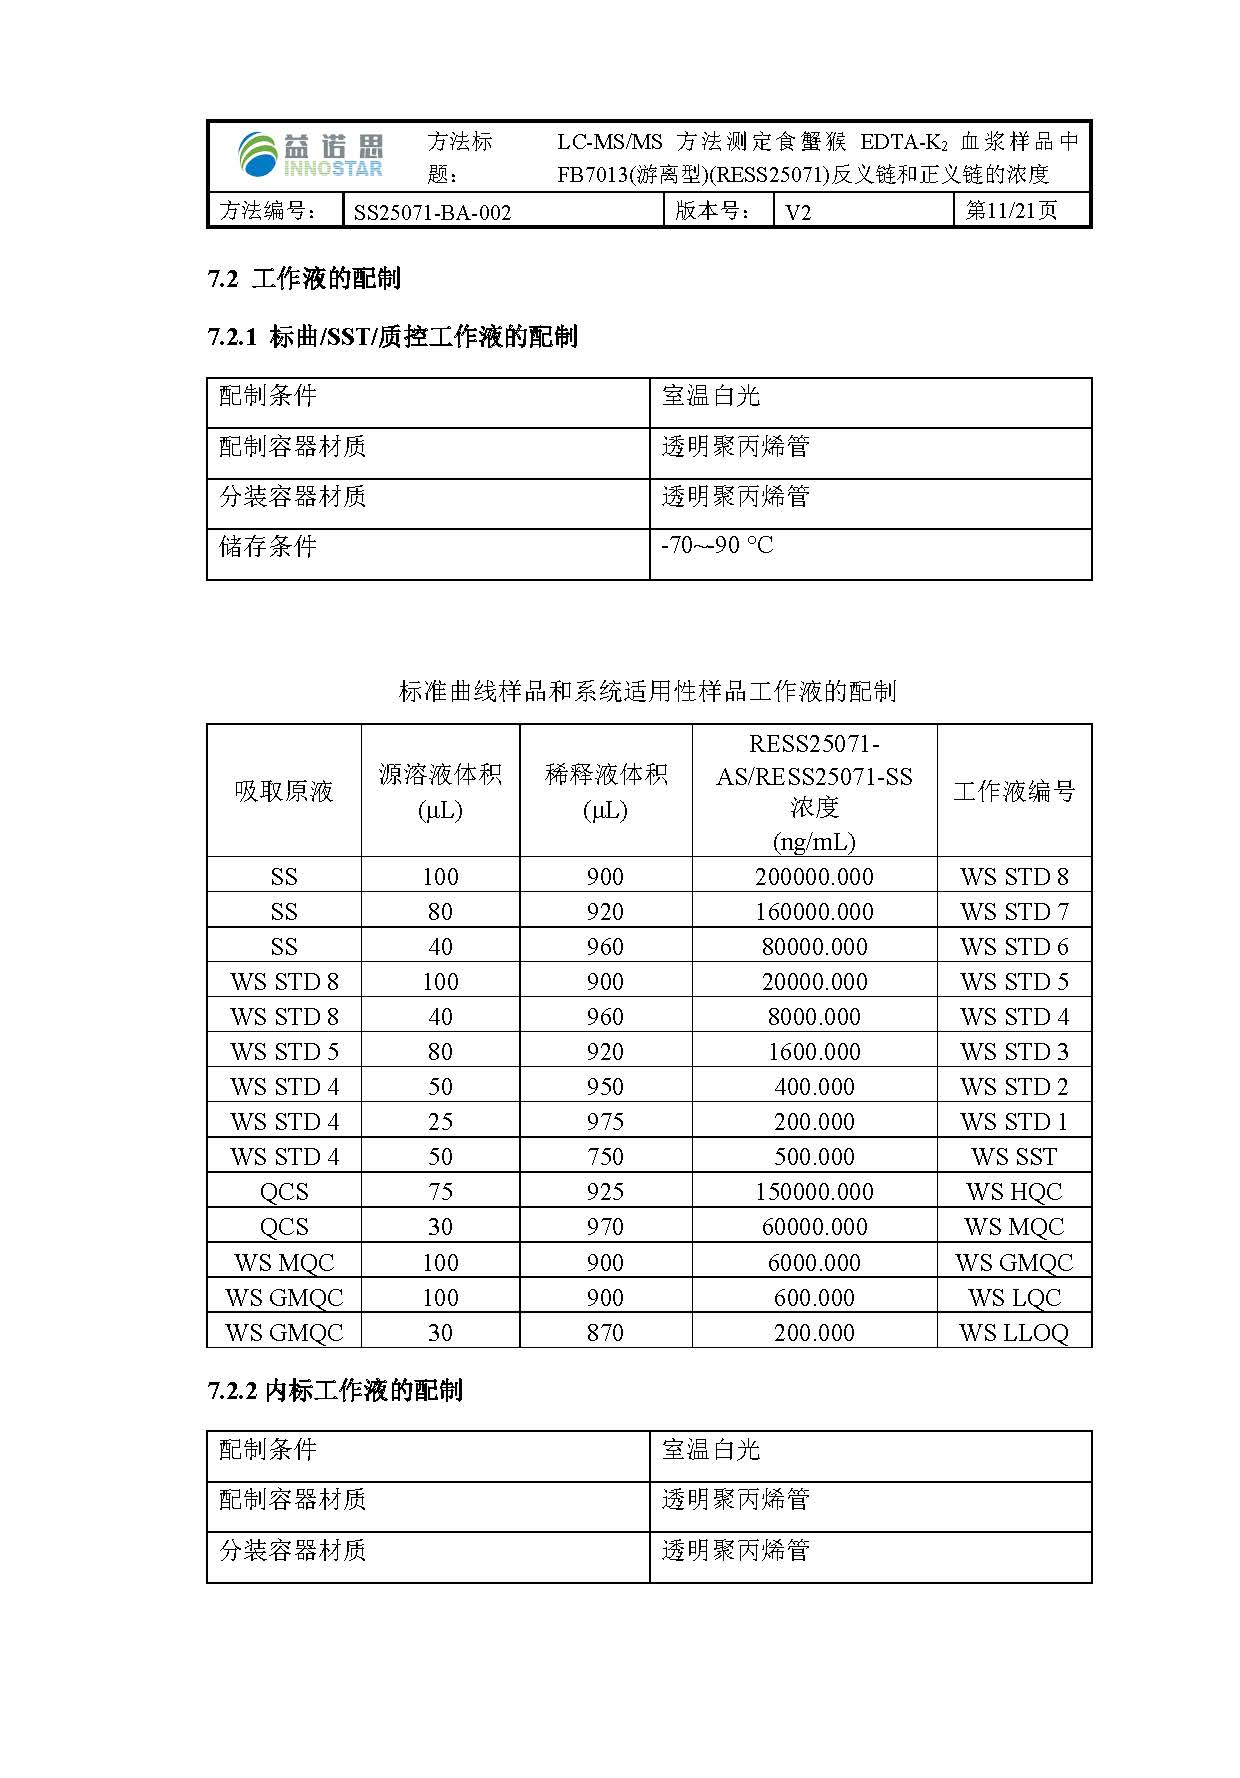 益诺思
INNOSTAR
方法标题：
LC-MS/MS 方法测定食蟹猴 EDTA-K₂ 血浆样品中
FB7013(游离型)(RESS25071)反义链和正义链的浓度
方法编号： SS25071-BA-002 版本号： V2 第11/21页
7.2 工作液的配制
7.2.1 标曲/SST/质控工作液的配制
配制条件 室温白光
配制容器材质 透明聚丙烯管
分装容器材质 透明聚丙烯管
储存条件 -70~-90 °C
标准曲线样品和系统适用性样品工作液的配制
吸取原液 源溶液体积(μL) 稀释液体积(μL) RESS25071-AS/RESS25071-SS浓度(ng/mL) 工作液编号
SS 100 900 200000.000 WS STD 8
SS 80 920 160000.000 WS STD 7
SS 40 960 80000.000 WS STD 6
WS STD 8 100 900 20000.000 WS STD 5
WS STD 8 40 960 8000.000 WS STD 4
WS STD 5 80 920 1600.000 WS STD 3
WS STD 4 50 950 400.000 WS STD 2
WS STD 4 25 975 200.000 WS STD 1
WS STD 4 50 750 500.000 WS SST
QCS 75 925 150000.000 WS HQC
QCS 30 970 60000.000 WS MQC
WS MQC 100 900 6000.000 WS GMQC
WS GMQC 100 900 600.000 WS LQC
WS GMQC 30 870 200.000 WS LLOQ
7.2.2 内标工作液的配制
配制条件 室温白光
配制容器材质 透明聚丙烯管
分装容器材质 透明聚丙烯管